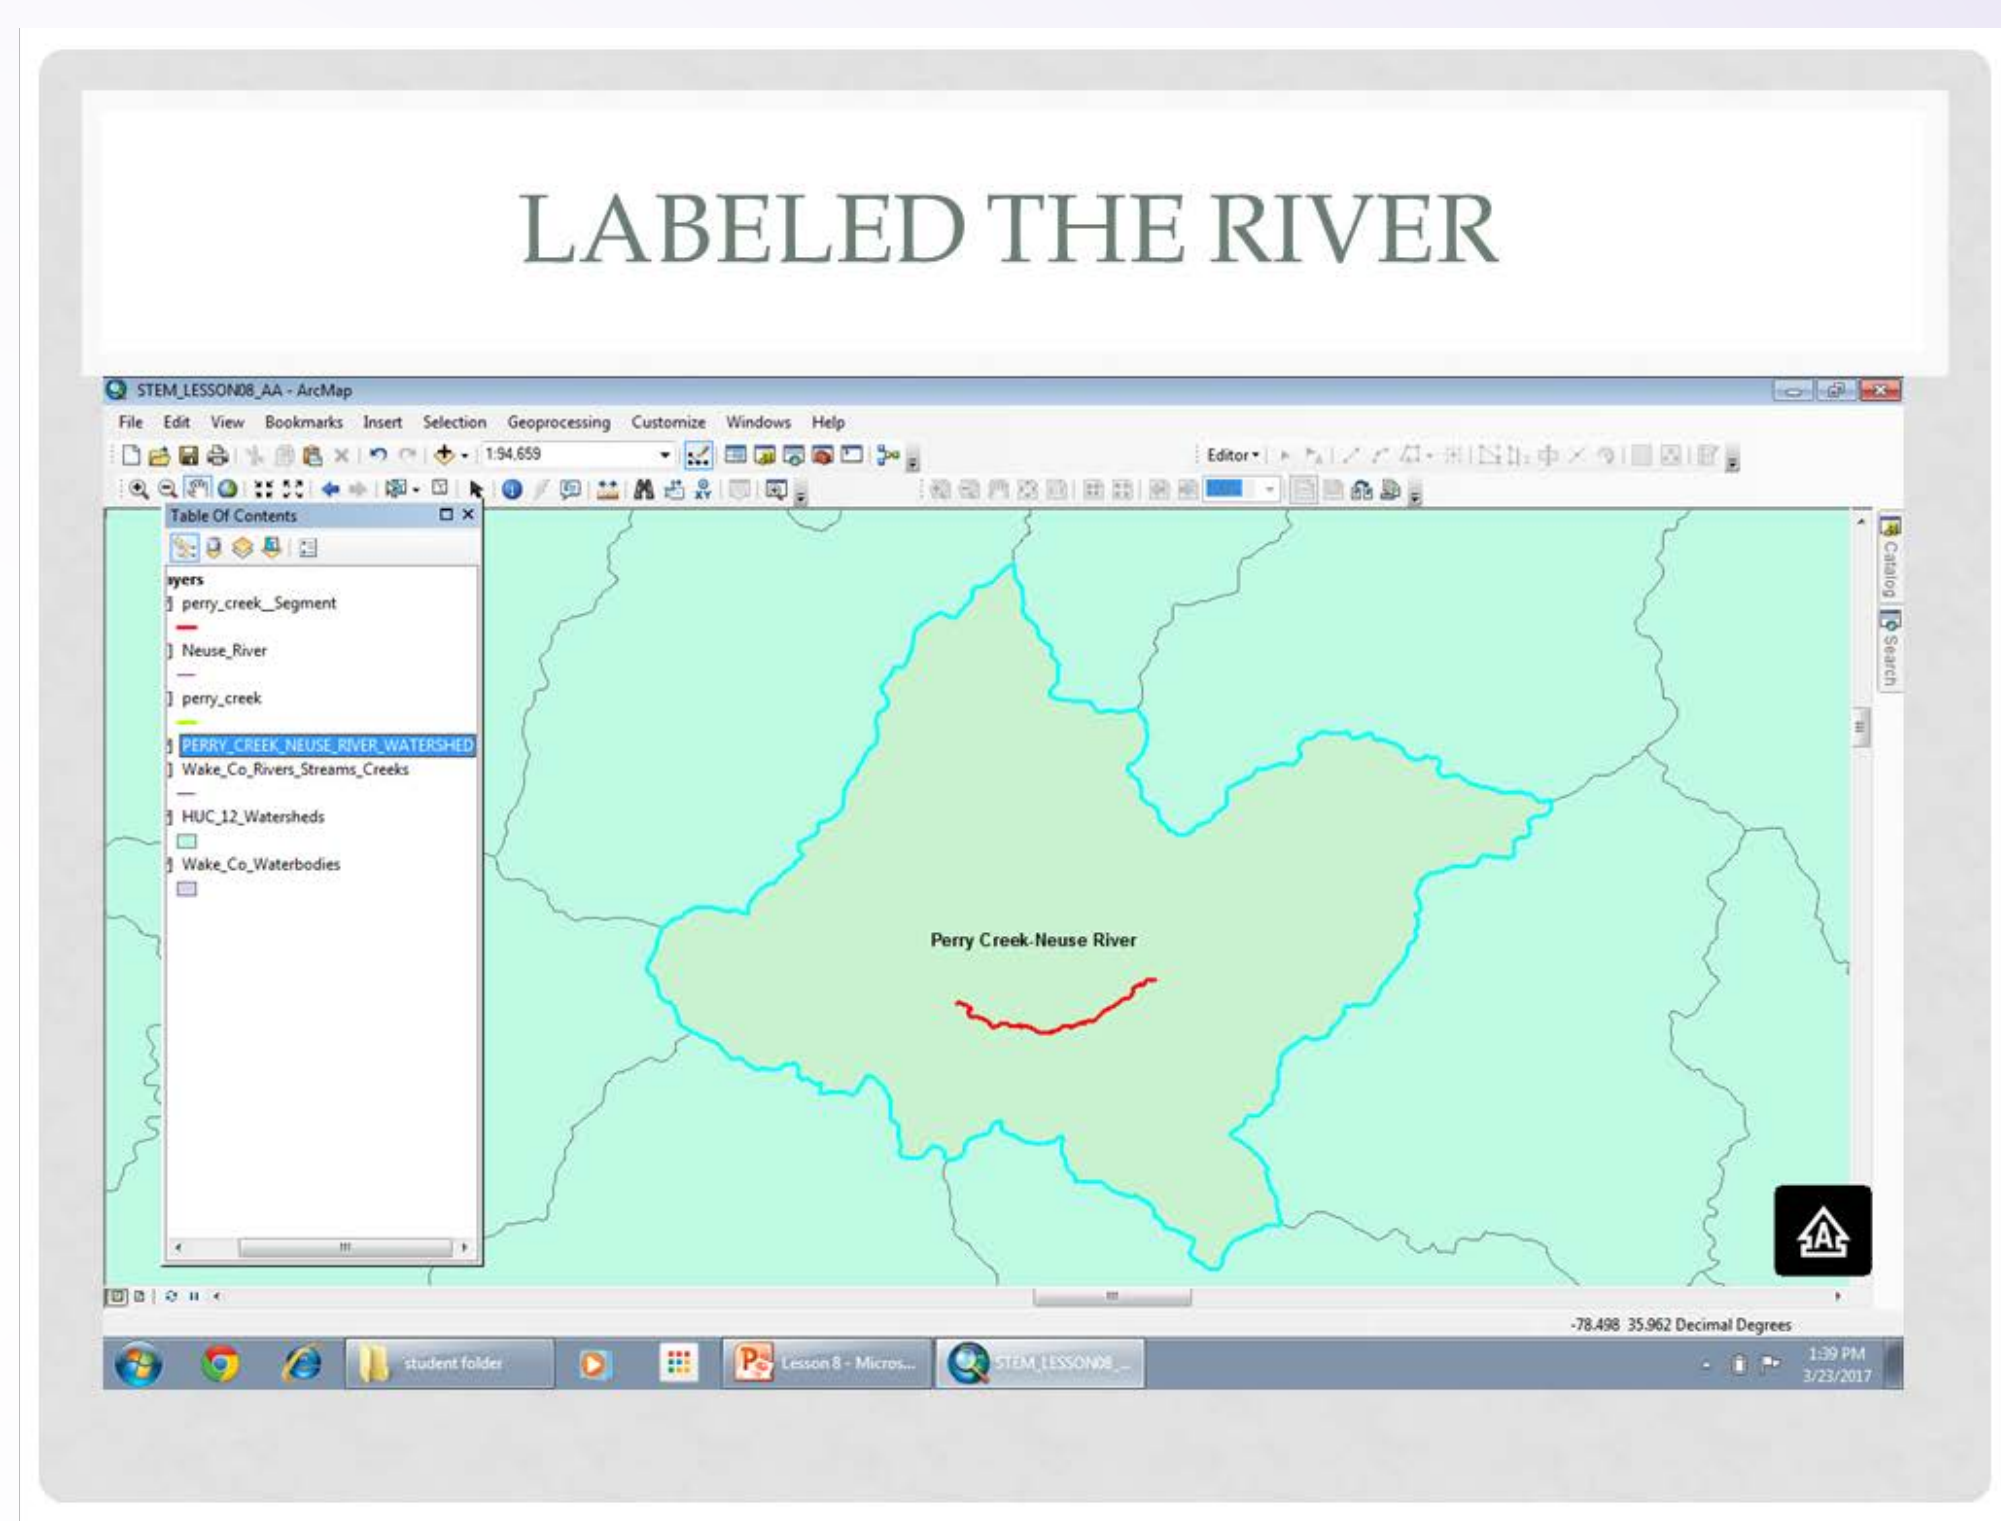 LABELED THE RIVER
STEM_LESSON08_AA - ArcMap
File Edit View Bookmarks Insert Selection Geoprocessing Customize Windows Help
1:94,659
Editor
Table Of Contents
ayers
perry_creek__Segment
Neuse_River
perry_creek
PERRY_CREEK_NEUSE_RIVER_WATERSHED
Wake_Co_Rivers_Streams_Creeks
HUC_12_Watersheds
Wake_Co_Waterbodies
Perry Creek-Neuse River
Catalog
Search
A
-78.498 35.962 Decimal Degrees
student folder
Lesson 8 - Micros...
STEM_LESSON08_...
1:39 PM
3/23/2017